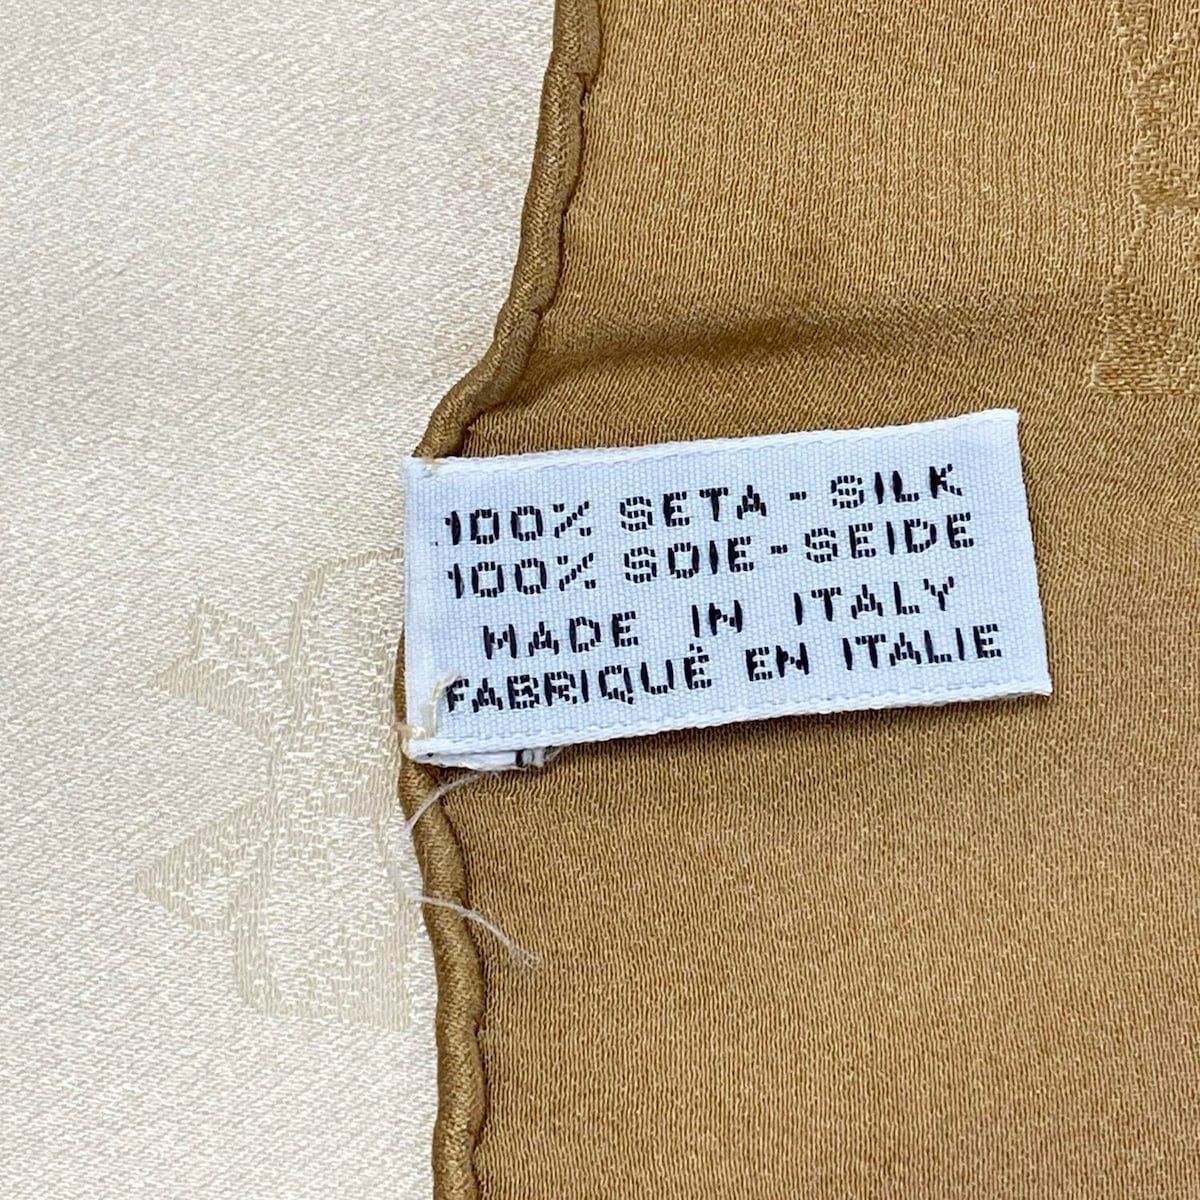 100% SETA - SILK
100% SOIE - SEIDE
MADE IN ITALY
FABRIQUÉ EN ITALIE